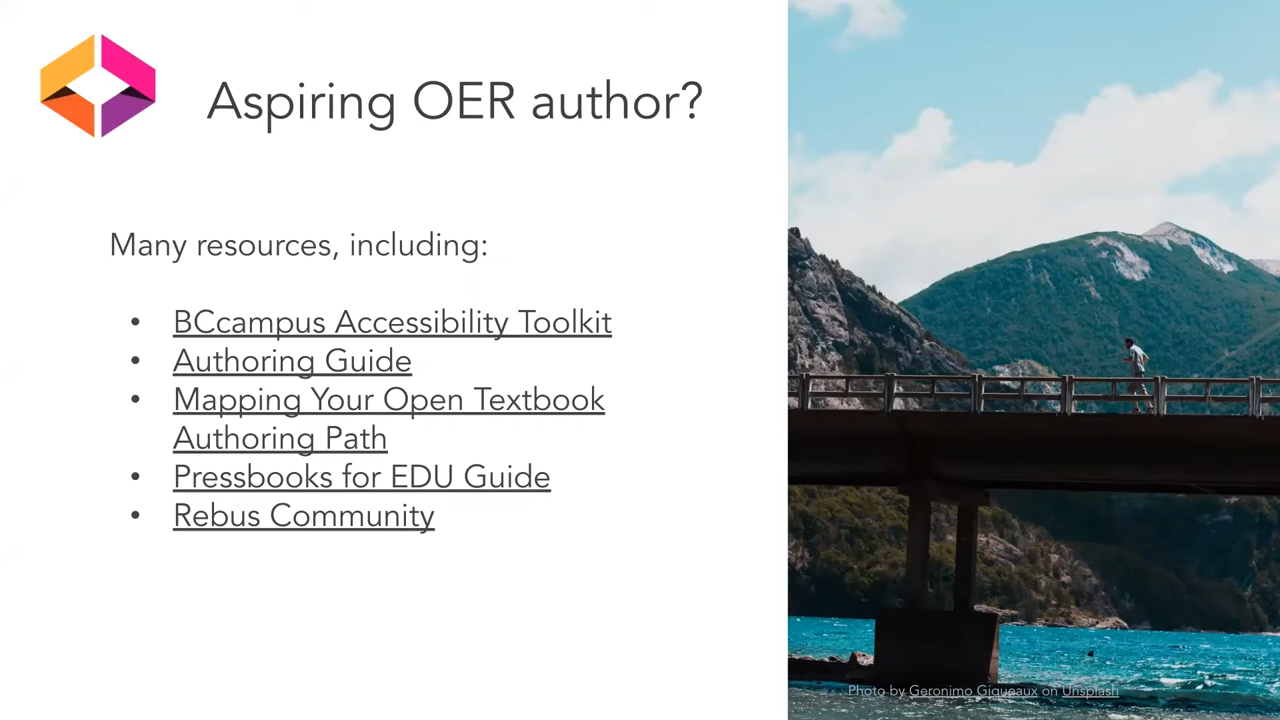 Aspiring OER author?
Many resources, including:
• BCcampus Accessibility Toolkit
• Authoring Guide
• Mapping Your Open Textbook
Authoring Path
• Pressbooks for EDU Guide
• Rebus Community
Photo by Geronimo Giqueaux on Unsplash